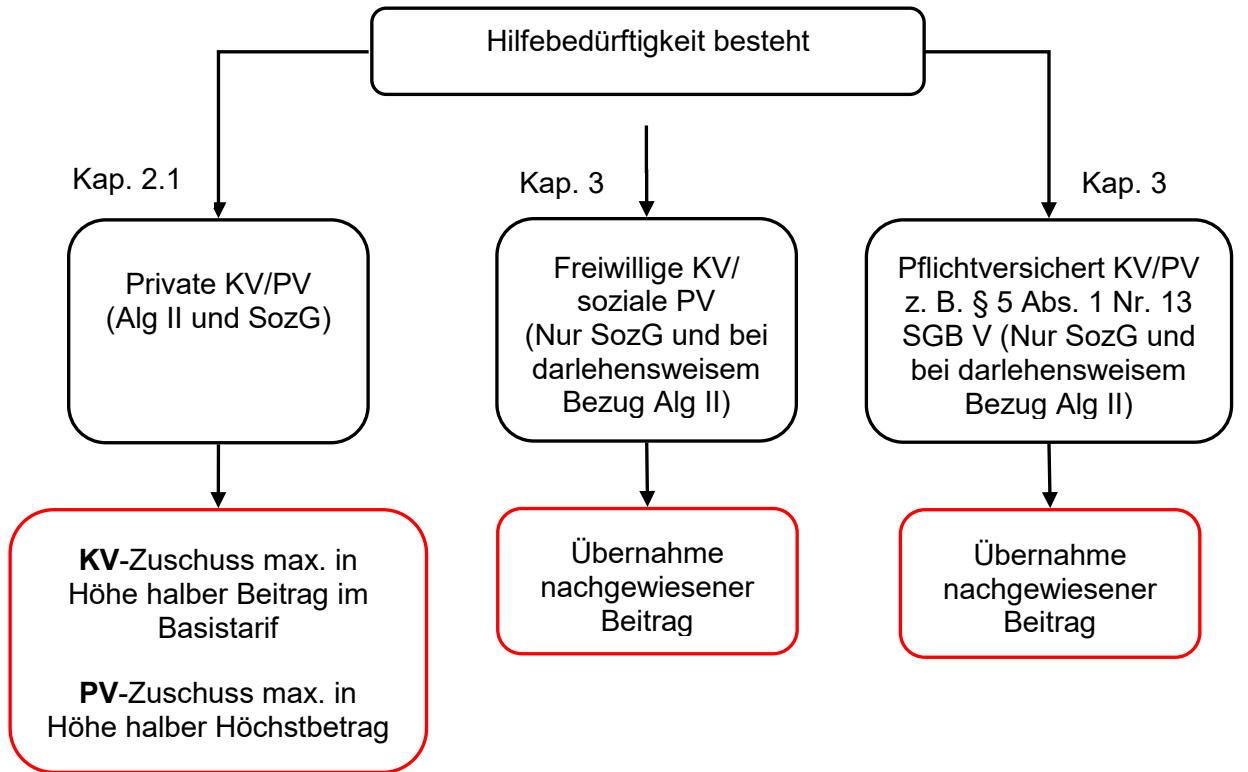 Hilfebedürftigkeit besteht
Kap. 2.1
Kap. 3
Kap. 3
Private KV/PV
(Alg II und SozG)
Freiwillige KV/
soziale PV
(Nur SozG und bei
darlehensweisem
Bezug Alg II)
Pflichtversichert KV/PV
z. B. § 5 Abs. 1 Nr. 13
SGB V (Nur SozG und
bei darlehensweisem
Bezug Alg II)
KV-Zuschuss max. in
Höhe halber Beitrag im
Basistarif
PV-Zuschuss max. in
Höhe halber Höchstbetrag
Übernahme
nachgewiesener
Beitrag
Übernahme
nachgewiesener
Beitrag